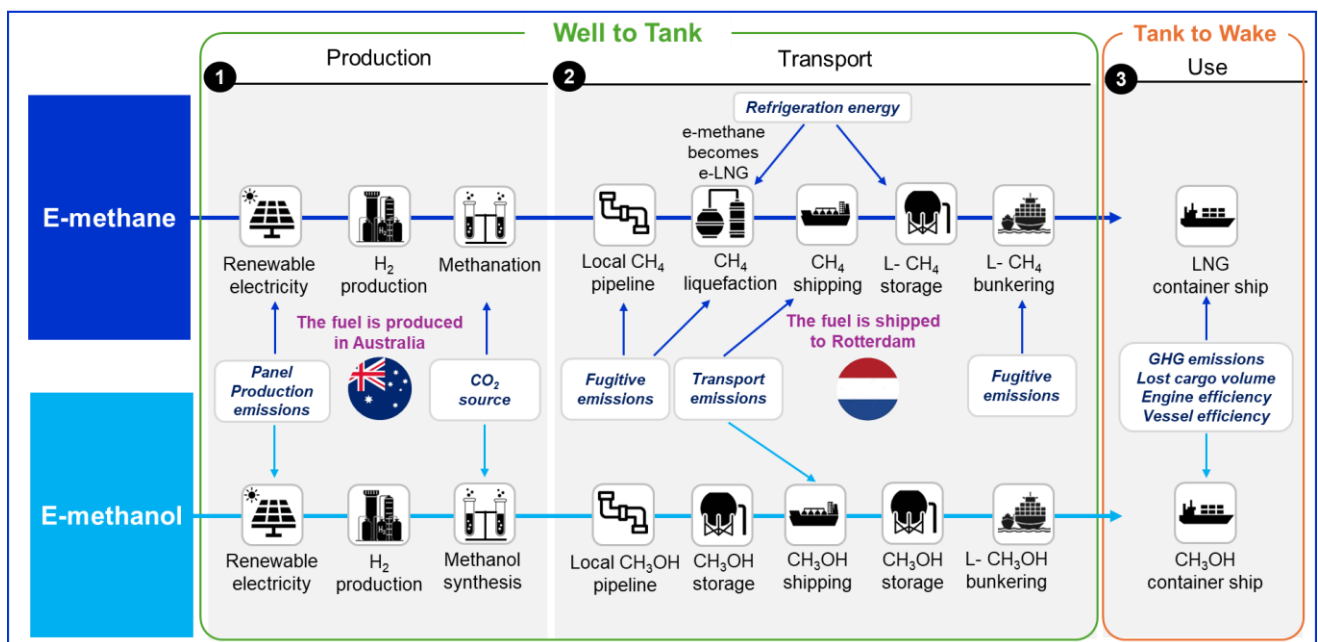 Well to Tank
Tank to Wake
Production
Transport
Use
1
2
3
Refrigeration energy
e-methane
becomes
e-LNG
E-methane
Renewable
electricity
H₂
production
Methanation
Local CH₄
pipeline
CH₄
liquefaction
CH₄
shipping
L- CH₄
storage
L- CH₄
bunkering
LNG
container ship
The fuel is produced
in Australia
The fuel is shipped
to Rotterdam
Panel
Production
emissions
CO₂
source
Fugitive
emissions
Transport
emissions
Fugitive
emissions
GHG emissions
Lost cargo volume
Engine efficiency
Vessel efficiency
E-methanol
H₂
Renewable
electricity
H₂
production
Methanol
synthesis
Local CH₃OH
pipeline
CH₃OH
storage
CH₃OH
shipping
CH₃OH
storage
L- CH₃OH
bunkering
CH₃OH
container ship